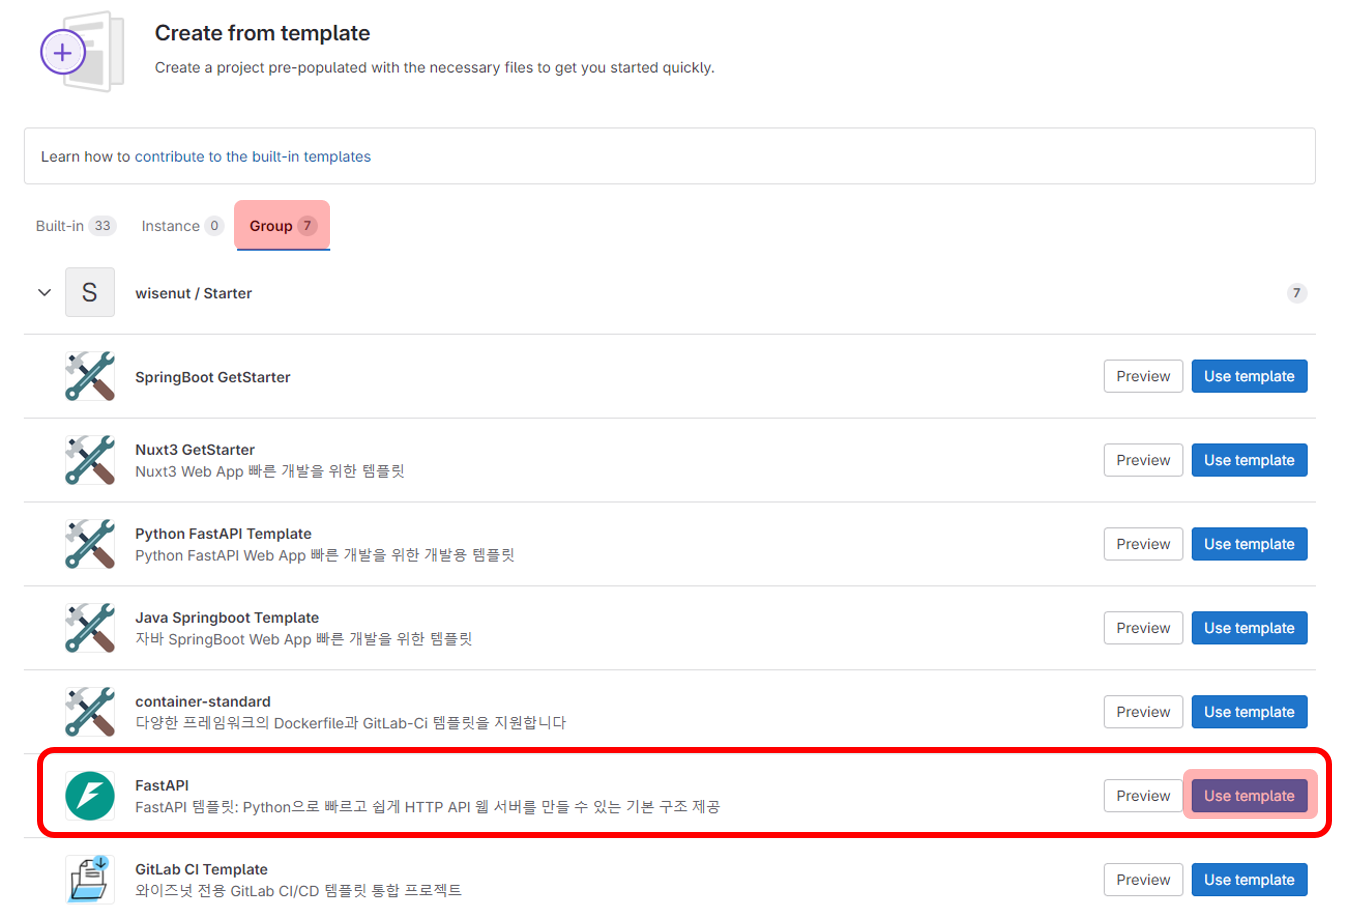 Create from template
Create a project pre-populated with the necessary files to get you started quickly.
Learn how to contribute to the built-in templates
Built-in 33 Instance 0 Group 7
S wisenut / Starter 7
SpringBoot GetStarter
Preview Use template
Nuxt3 GetStarter
Nuxt3 Web App 빠른 개발을 위한 템플릿
Preview Use template
Python FastAPI Template
Python FastAPI Web App 빠른 개발을 위한 개발용 템플릿
Preview Use template
Java Springboot Template
자바 SpringBoot Web App 빠른 개발을 위한 템플릿
Preview Use template
container-standard
다양한 프레임워크의 Dockerfile과 GitLab-Ci 템플릿을 지원합니다
Preview Use template
FastAPI
FastAPI 템플릿: Python으로 빠르고 쉽게 HTTP API 웹 서버를 만들 수 있는 기본 구조 제공
Preview Use template
GitLab CI Template
와이즈넛 전용 GitLab CI/CD 템플릿 통합 프로젝트
Preview Use template